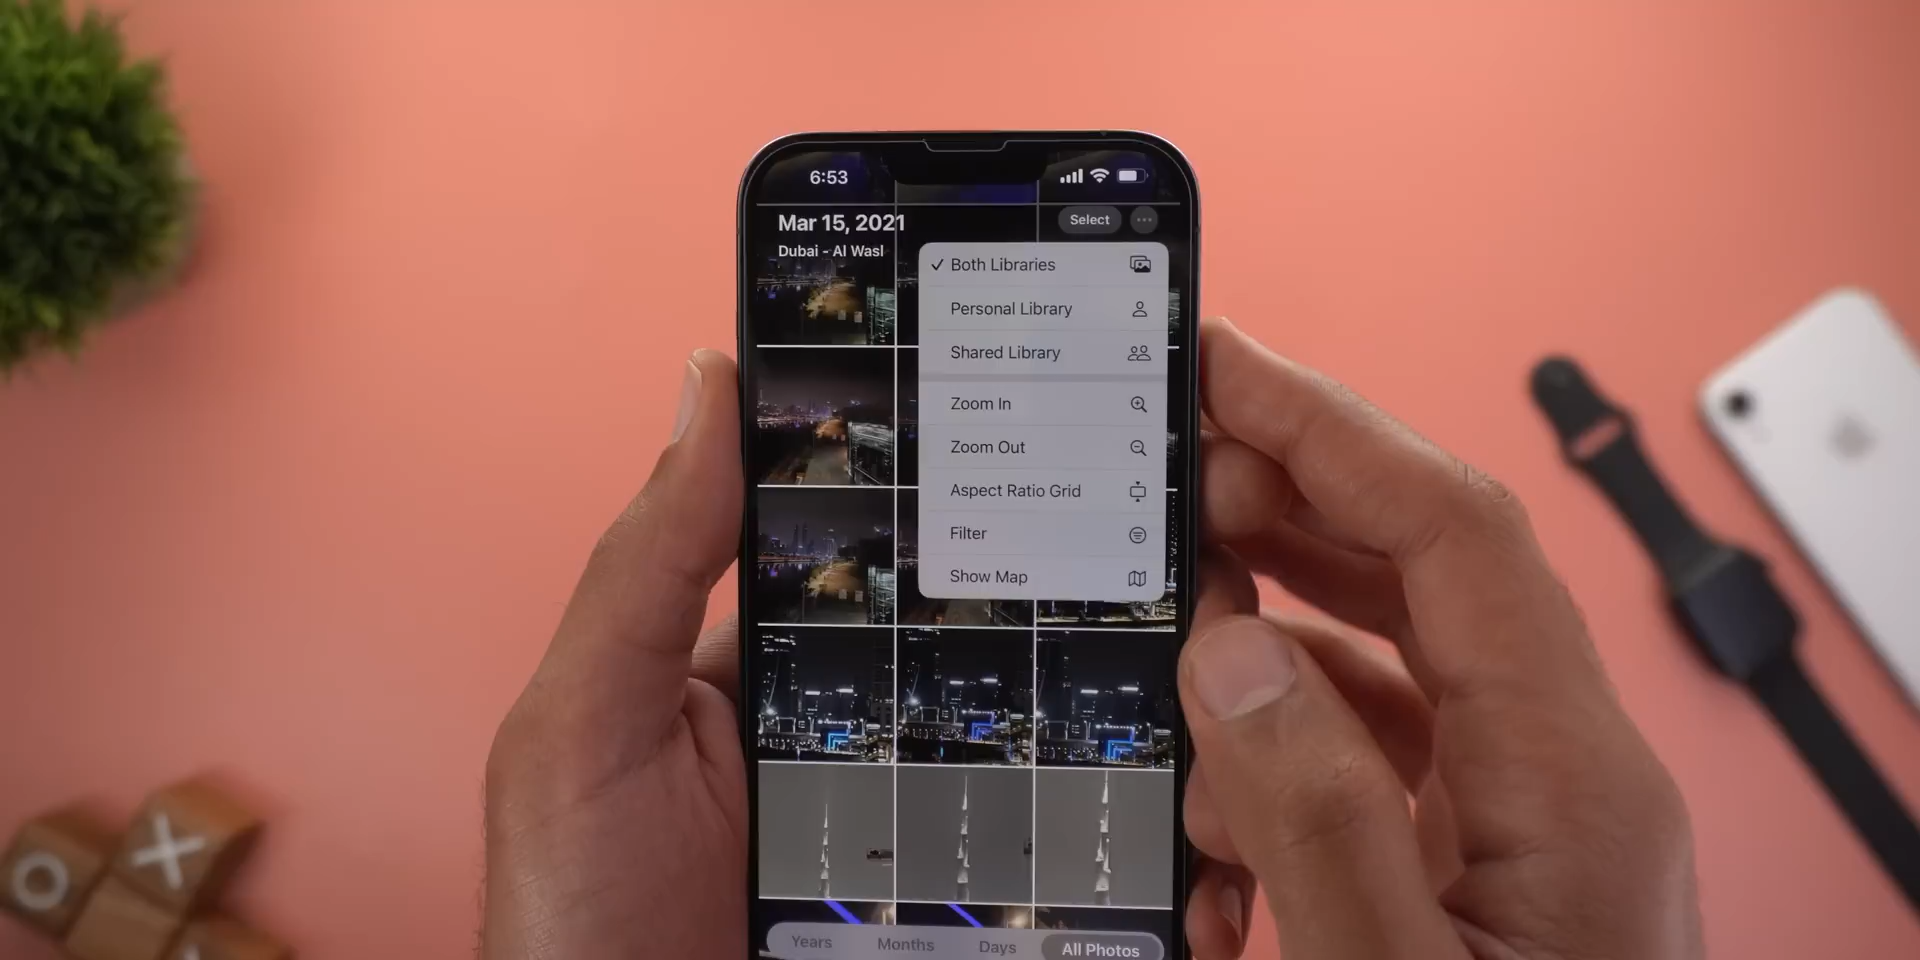 6:53
Mar 15, 2021
Select
Dubai - Al Wasl
Both Libraries
Personal Library
Shared Library
Zoom In
Zoom Out
Aspect Ratio Grid
Filter
Show Map
Years Months Days All Photos
O X